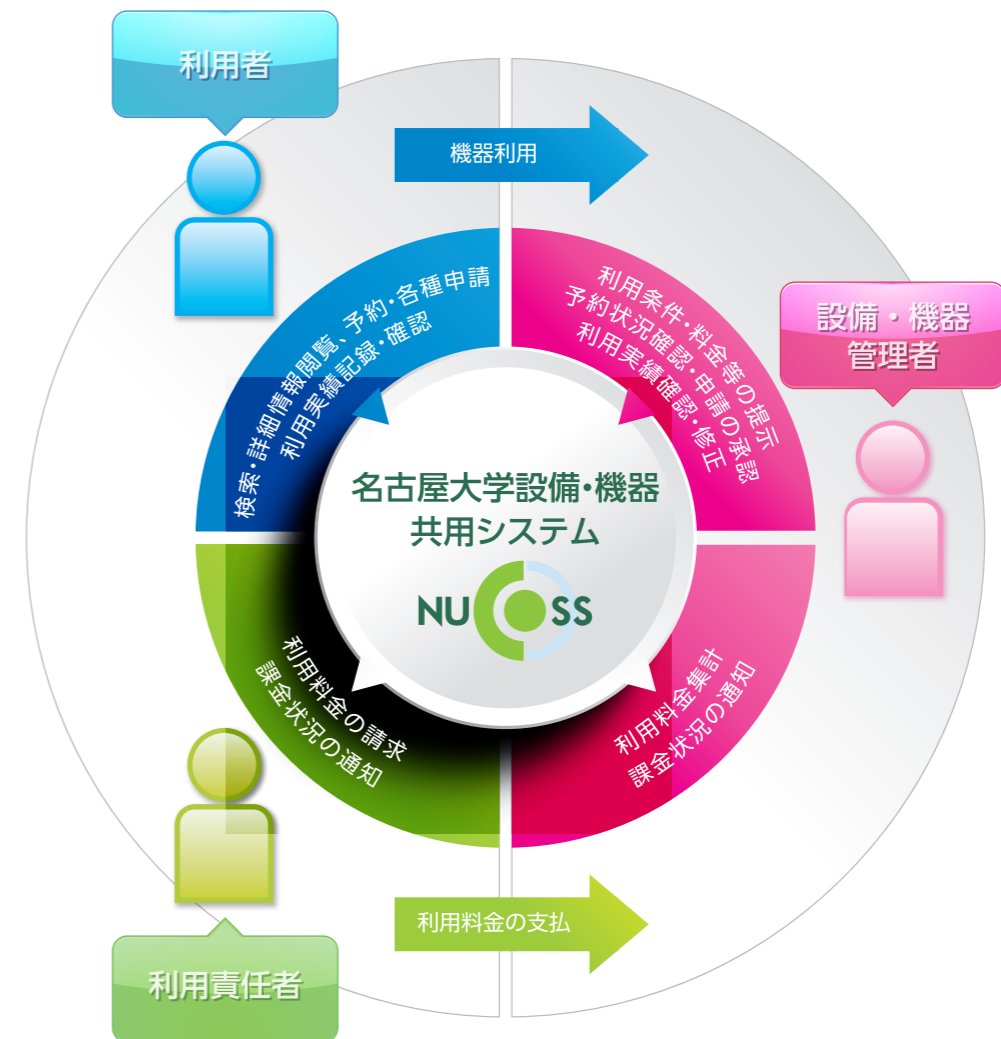 利用者
機器利用
検索・詳細情報閲覧、予約・各種申請
利用実績記録・確認
利用条件・料金等の提示
予約状況確認・申請の承認
利用実績確認・修正
設備・機器
管理者
名古屋大学設備・機器
共用システム
NUCOSS
利用料金の請求
課金状況の通知
利用料金集計
課金状況の通知
利用料金の支払
利用責任者